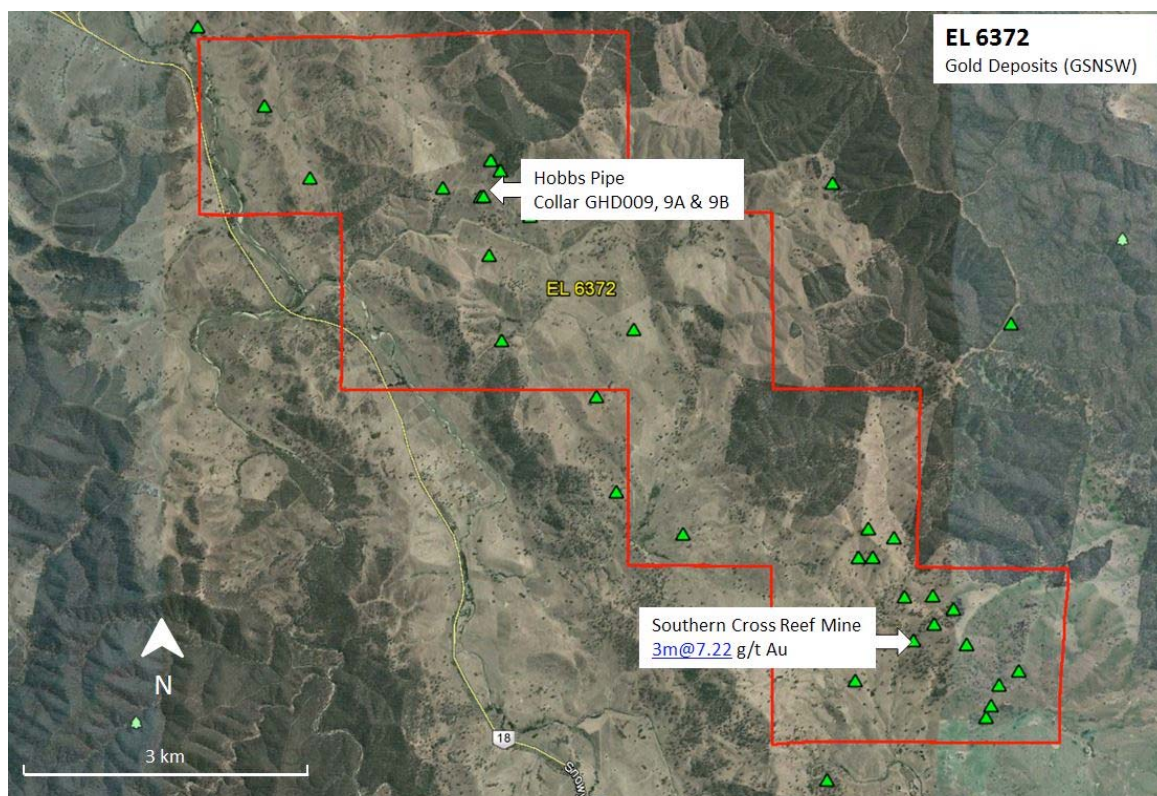 EL 6372
Gold Deposits (GSNSW)
Hobbs Pipe
Collar GHD009, 9A & 9B
EL 6372
Southern Cross Reef Mine
3m@7.22 g/t Au
N
3 km
18